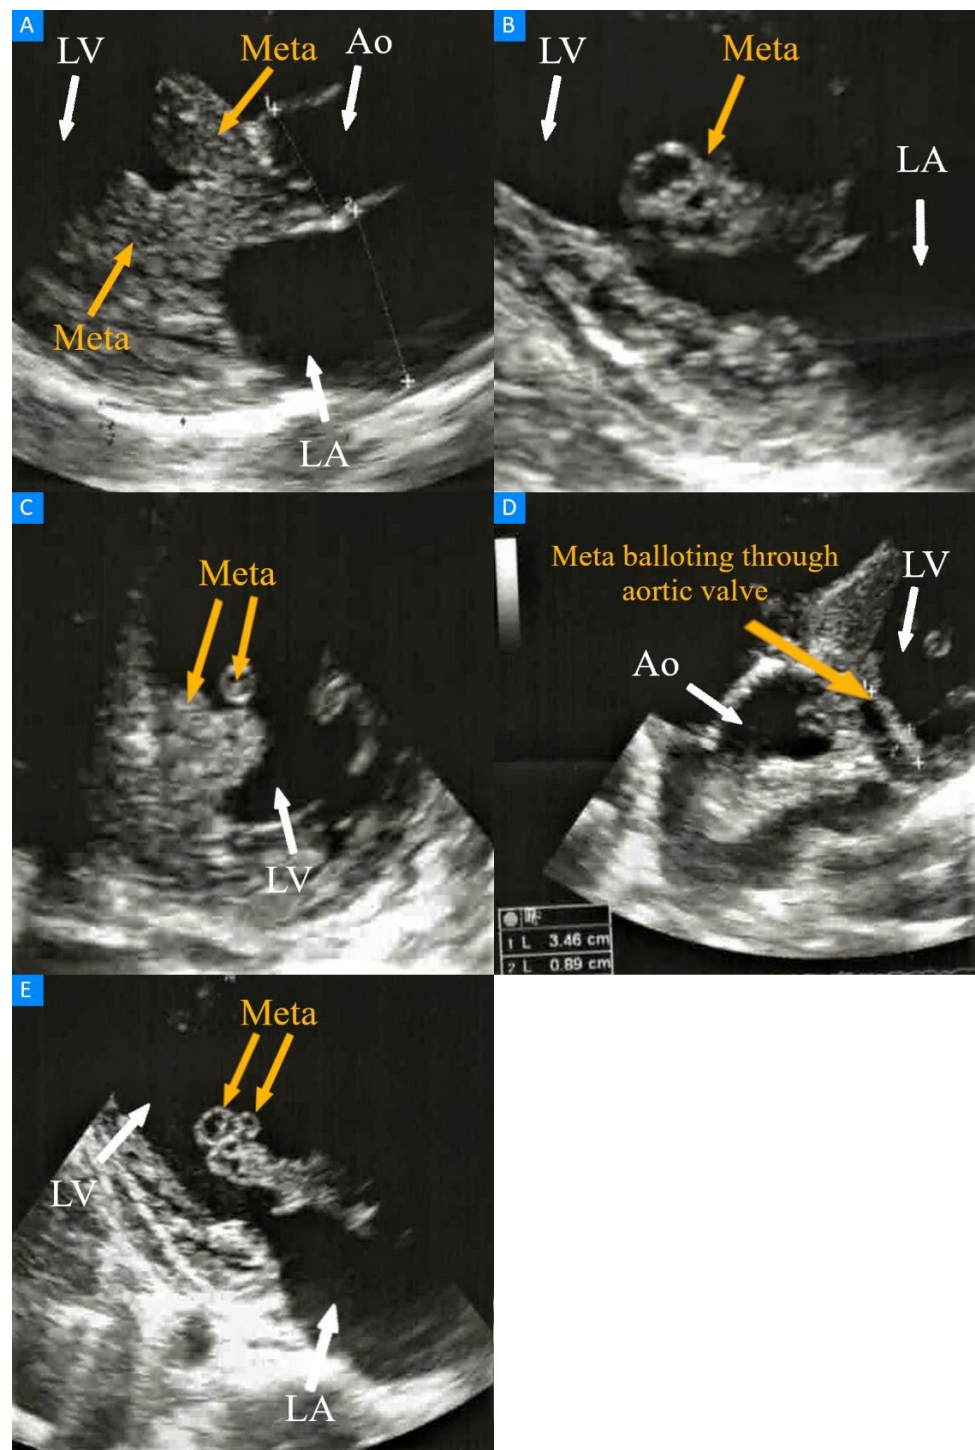 A
LV
Meta
Ao
Meta
LA
B
LV
Meta
LA
C
Meta
LV
D
Meta balloting through
aortic valve
LV
Ao
1 L 3.46 cm
2 L 0.89 cm
E
Meta
LV
LA